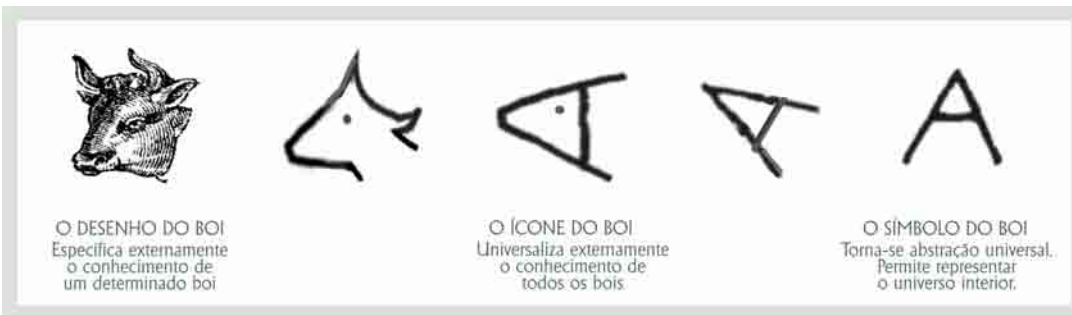 O DESENHO DO BOI
Especifica externamente
o conhecimento de
um determinado boi
O ÍCONE DO BOI
Universaliza externamente
o conhecimento de
todos os bois
A
O SÍMBOLO DO BOI
Torna-se abstração universal.
Permite representar
o universo interior.